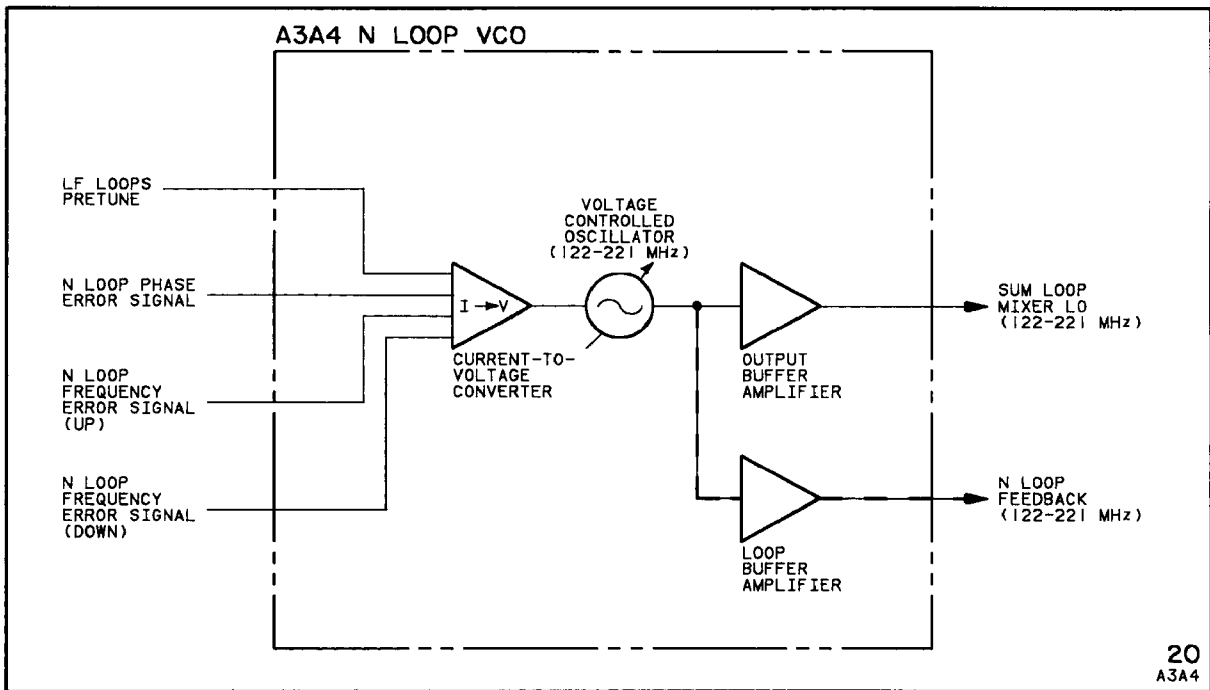 A3A4 N LOOP VCO
LF LOOPS
PRETUNE
N LOOP PHASE
ERROR SIGNAL
N LOOP
FREQUENCY
ERROR SIGNAL
(UP)
N LOOP
FREQUENCY
ERROR SIGNAL
(DOWN)
I → V
CURRENT-TO-
VOLTAGE
CONVERTER
VOLTAGE
CONTROLLED
OSCILLATOR
(122-221 MHz)
OUTPUT
BUFFER
AMPLIFIER
LOOP
BUFFER
AMPLIFIER
SUM LOOP
MIXER LO
(122-221 MHz)
N LOOP
FEEDBACK
(122-221 MHz)
20
A3A4